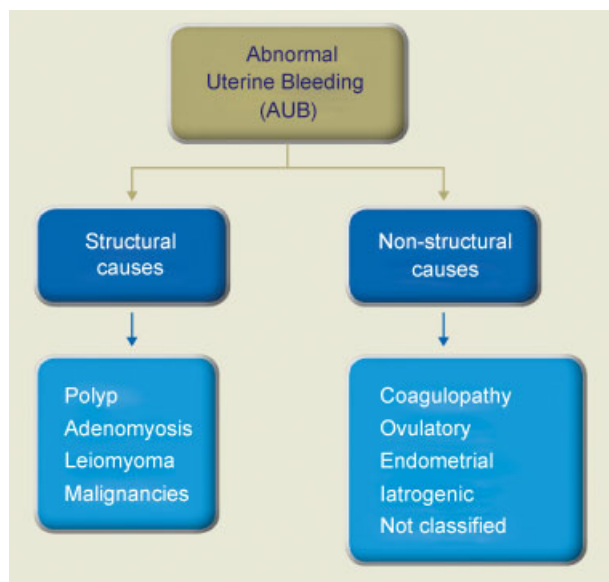 Abnormal
Uterine Bleeding
(AUB)
Structural
causes
Non-structural
causes
Polyp
Adenomyosis
Leiomyoma
Malignancies
Coagulopathy
Ovulatory
Endometrial
Iatrogenic
Not classified